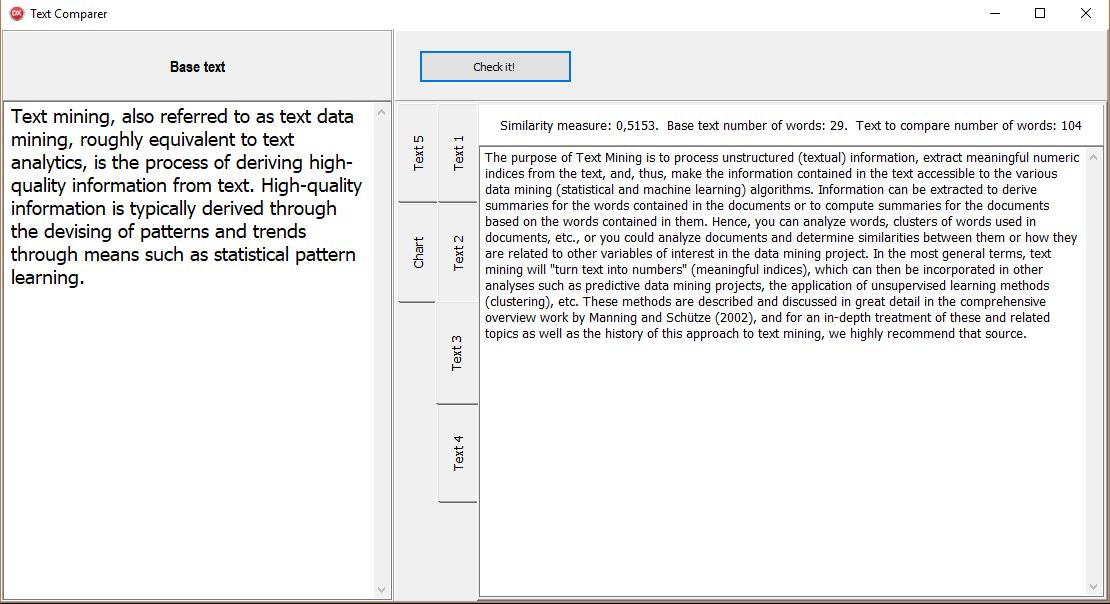 DX
Text Comparer
Base text
Text mining, also referred to as text data
mining, roughly equivalent to text
analytics, is the process of deriving high-
quality information from text. High-quality
information is typically derived through
the devising of patterns and trends
through means such as statistical pattern
learning.
Check it!
Text 5
Text 1
Chart
Text 2
Text 3
Text 4
Similarity measure: 0,5153. Base text number of words: 29. Text to compare number of words: 104
The purpose of Text Mining is to process unstructured (textual) information, extract meaningful numeric
indices from the text, and, thus, make the information contained in the text accessible to the various
data mining (statistical and machine learning) algorithms. Information can be extracted to derive
summaries for the words contained in the documents or to compute summaries for the documents
based on the words contained in them. Hence, you can analyze words, clusters of words used in
documents, etc., or you could analyze documents and determine similarities between them or how they
are related to other variables of interest in the data mining project. In the most general terms, text
mining will "turn text into numbers" (meaningful indices), which can then be incorporated in other
analyses such as predictive data mining projects, the application of unsupervised learning methods
(clustering), etc. These methods are described and discussed in great detail in the comprehensive
overview work by Manning and Schütze (2002), and for an in-depth treatment of these and related
topics as well as the history of this approach to text mining, we highly recommend that source.